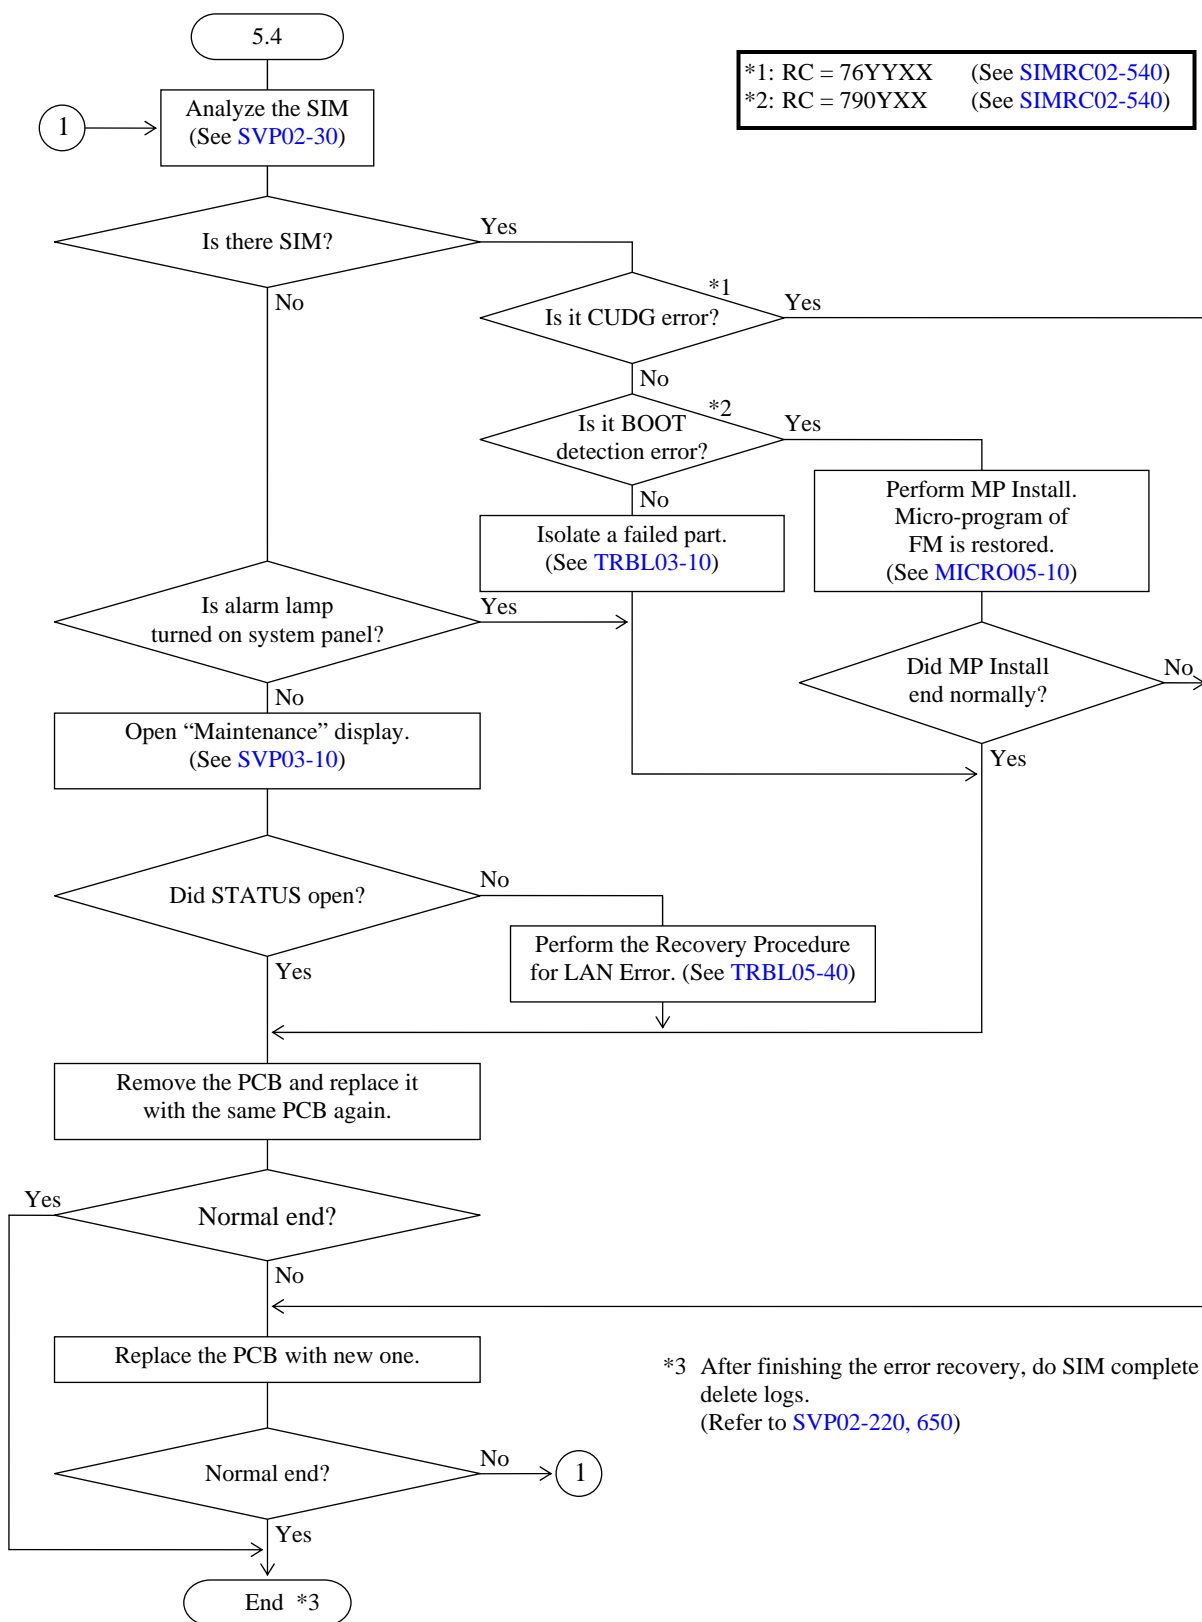 5.4
*1: RC = 76YYXX (See SIMRC02-540)
*2: RC = 790YXX (See SIMRC02-540)
1
Analyze the SIM
(See SVP02-30)
Is there SIM?
Yes
No
*1
Is it CUDG error?
Yes
No
*2
Is it BOOT
detection error?
Yes
No
Perform MP Install.
Micro-program of
FM is restored.
(See MICRO05-10)
Isolate a failed part.
(See TRBL03-10)
Is alarm lamp
turned on system panel?
Yes
No
Did MP Install
end normally?
No
Yes
Open “Maintenance” display.
(See SVP03-10)
Did STATUS open?
No
Yes
Perform the Recovery Procedure
for LAN Error. (See TRBL05-40)
Remove the PCB and replace it
with the same PCB again.
Yes
Normal end?
No
Replace the PCB with new one.
*3 After finishing the error recovery, do SIM complete
delete logs.
(Refer to SVP02-220, 650)
Normal end?
No
1
Yes
End *3